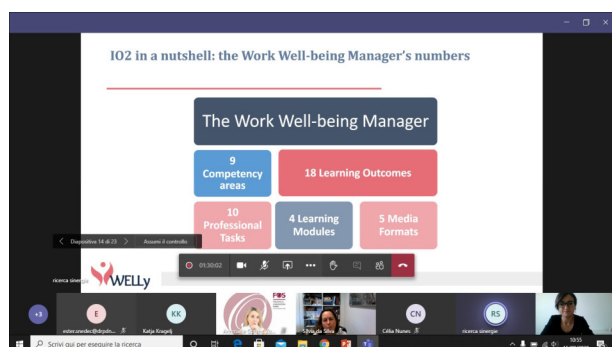 IO2 in a nutshell: the Work Well-being Manager's numbers
The Work Well-being Manager
9
Competency
areas
18 Learning Outcomes
10
Professional
Tasks
4 Learning
Modules
5 Media
Formats
Diapositiva 14 di 23
Assumi il controllo
01:30:02
ricerca sinergie
WELLy
+3
E
KK
FØS
CN
RS
Katja Kragelj
Silvia da Silva
Célia Nunes
ricerca sinergie
Scrivi qui per eseguire la ricerca
10:55